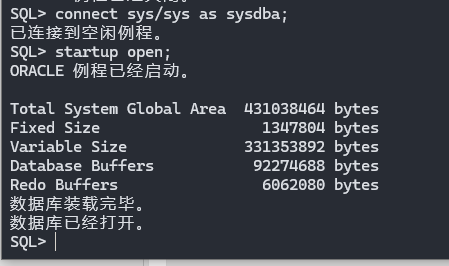 SQL> connect sys/sys as sysdba;
已连接到空闲例程。
SQL> startup open;
ORACLE 例程已经启动。
Total System Global Area  431038464 bytes
Fixed Size                  1347804 bytes
Variable Size             331353892 bytes
Database Buffers           92274688 bytes
Redo Buffers                6062080 bytes
数据库装载完毕。
数据库已经打开。
SQL>